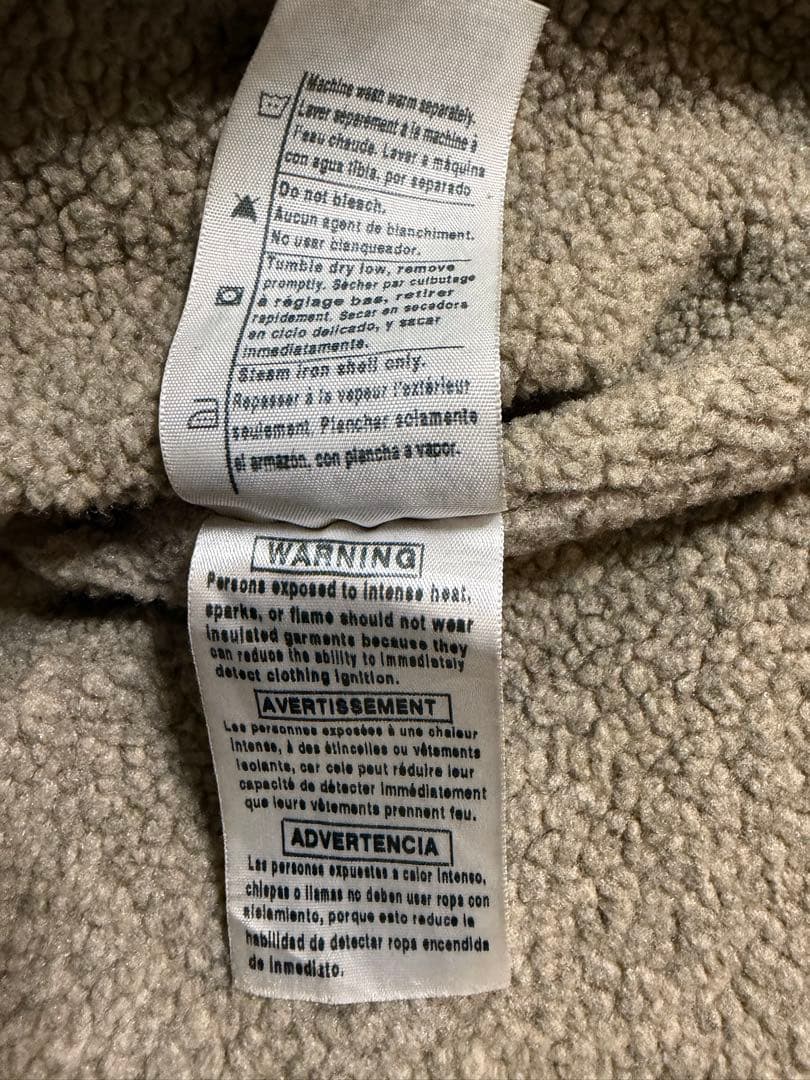 Machine wash warm separately.
Laver separement à la machine à
l'eau chaude. Lavar a máquina
con agua tibia, por separado
Do not bleach.
Aucun agent de blanchiment.
No usar blanqueador.
Tumble dry low, remove
promptly. Sécher par culbutage
à réglage bas, retirer
rapidement. Secar en secadora
en ciclo delicado, y sacar
inmediatamente.
Steam iron shell only.
Repasser à la vapeur l'extérieur
seulement. Planchar solamente
el armazón, con plancha a vapor.
WARNING
Persons exposed to intense heat,
sparks, or flame should not wear
insulated garments because they
can reduce the ability to immediately
detect clothing ignition.
AVERTISSEMENT
Les personnes exposées à une chaleur
intense, à des étincelles ou vêtements
isolants, car cela peut réduire leur
capacité de détecter immédiatement
que leurs vêtements prennent feu.
ADVERTENCIA
Las personas expuestas a calor intenso,
chispas o llamas no deben usar ropa con
aislamiento, porque esto reduce la
habilidad de detectar ropa encendida
de inmediato.